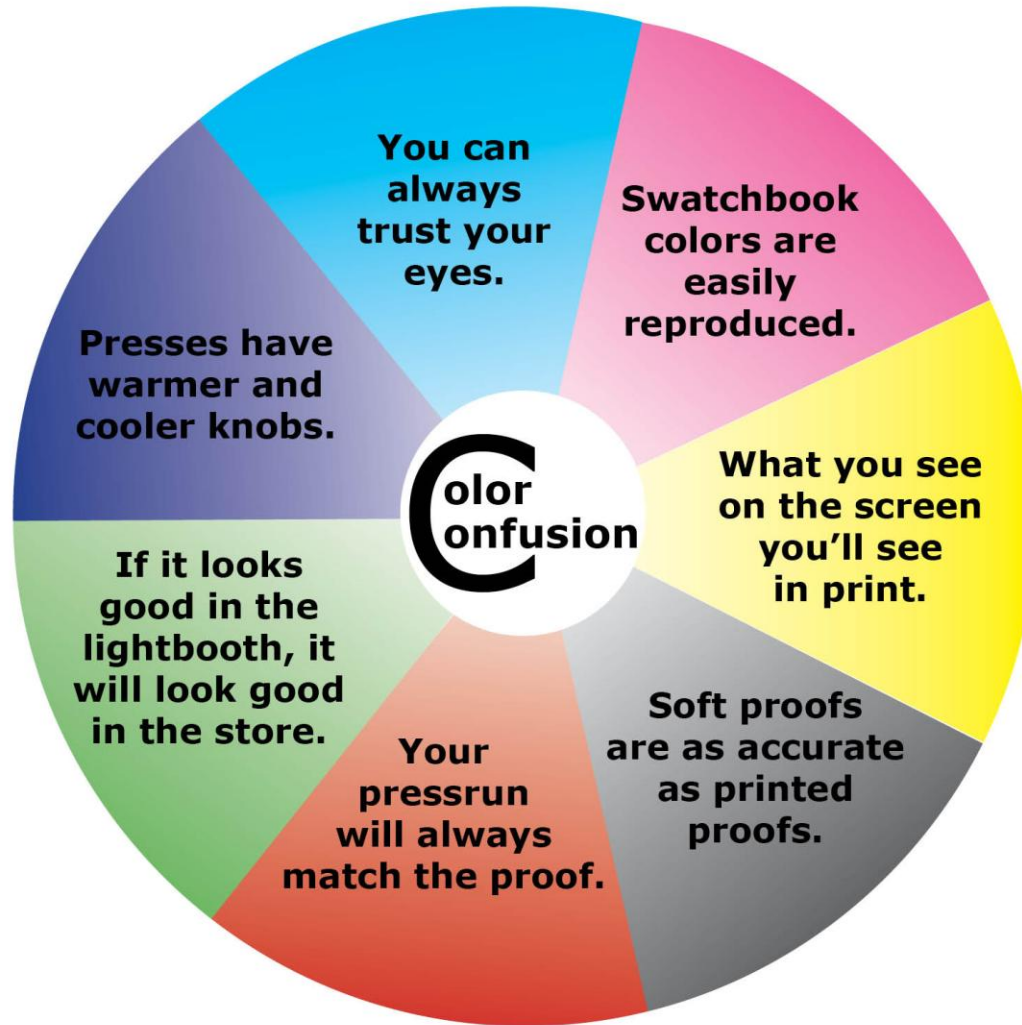 Color
Confusion
You can
always
trust your
eyes.
Swatchbook
colors are
easily
reproduced.
What you see
on the screen
you’ll see
in print.
Soft proofs
are as accurate
as printed
proofs.
Your
pressrun
will always
match the proof.
If it looks
good in the
lightbooth, it
will look good
in the store.
Presses have
warmer and
cooler knobs.